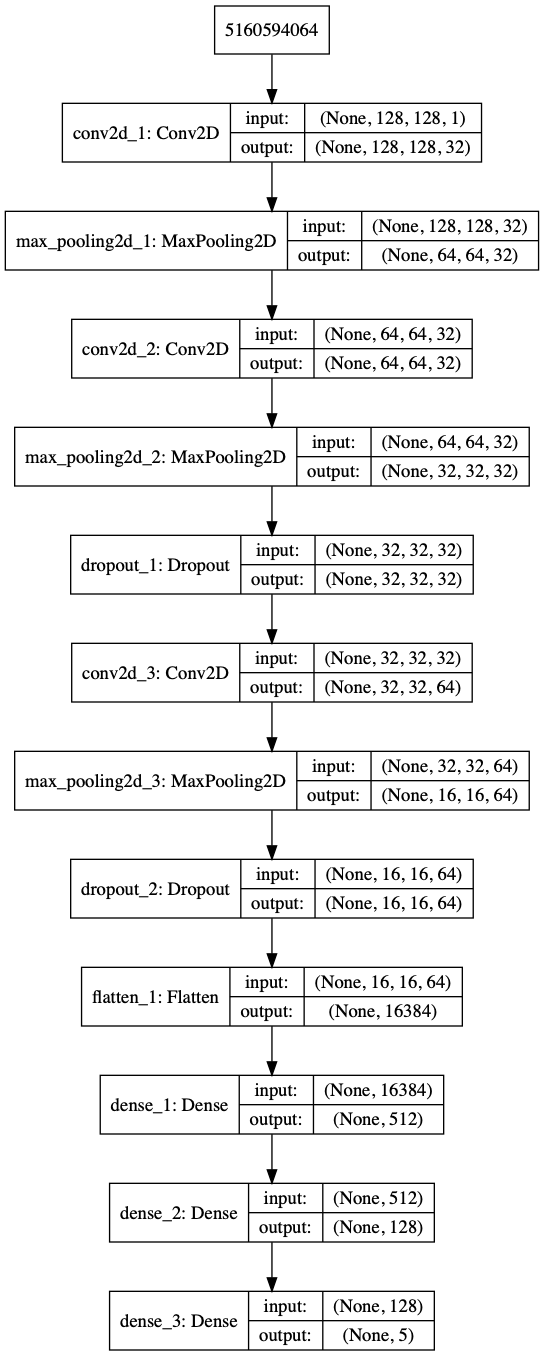 5160594064
conv2d_1: Conv2D
input: (None, 128, 128, 1)
output: (None, 128, 128, 32)
max_pooling2d_1: MaxPooling2D
input: (None, 128, 128, 32)
output: (None, 64, 64, 32)
conv2d_2: Conv2D
input: (None, 64, 64, 32)
output: (None, 64, 64, 32)
max_pooling2d_2: MaxPooling2D
input: (None, 64, 64, 32)
output: (None, 32, 32, 32)
dropout_1: Dropout
input: (None, 32, 32, 32)
output: (None, 32, 32, 32)
conv2d_3: Conv2D
input: (None, 32, 32, 32)
output: (None, 32, 32, 64)
max_pooling2d_3: MaxPooling2D
input: (None, 32, 32, 64)
output: (None, 16, 16, 64)
dropout_2: Dropout
input: (None, 16, 16, 64)
output: (None, 16, 16, 64)
flatten_1: Flatten
input: (None, 16, 16, 64)
output: (None, 16384)
dense_1: Dense
input: (None, 16384)
output: (None, 512)
dense_2: Dense
input: (None, 512)
output: (None, 128)
dense_3: Dense
input: (None, 128)
output: (None, 5)